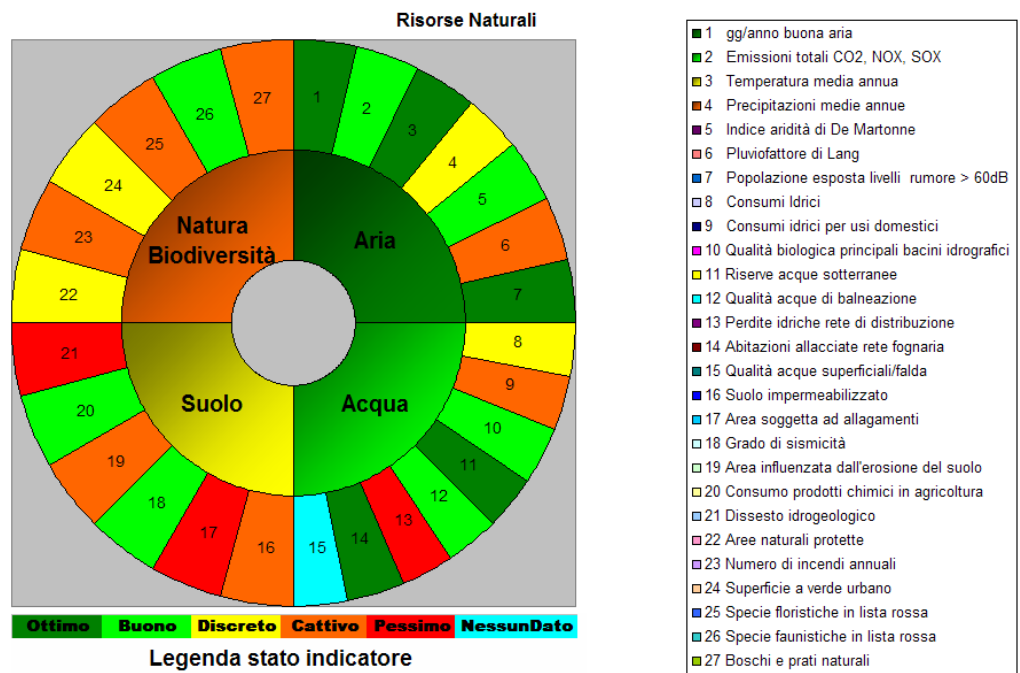 Risorse Naturali
1
2
3
4
5
6
7
8
9
10
11
12
13
14
15
16
17
18
19
20
21
22
23
24
25
26
27
Natura
Biodiversità
Aria
Suolo
Acqua
Ottimo Buono Discreto Cattivo Pessimo NessunDato
Legenda stato indicatore
1 gg/anno buona aria
2 Emissioni totali CO2, NOX, SOX
3 Temperatura media annua
4 Precipitazioni medie annue
5 Indice aridità di De Martonne
6 Pluviofattore di Lang
7 Popolazione esposta livelli rumore > 60dB
8 Consumi Idrici
9 Consumi idrici per usi domestici
10 Qualità biologica principali bacini idrografici
11 Riserve acque sotterranee
12 Qualità acque di balneazione
13 Perdite idriche rete di distribuzione
14 Abitazioni allacciate rete fognaria
15 Qualità acque superficiali/falda
16 Suolo impermeabilizzato
17 Area soggetta ad allagamenti
18 Grado di sismicità
19 Area influenzata dall'erosione del suolo
20 Consumo prodotti chimici in agricoltura
21 Dissesto idrogeologico
22 Aree naturali protette
23 Numero di incendi annuali
24 Superficie a verde urbano
25 Specie floristiche in lista rossa
26 Specie faunistiche in lista rossa
27 Boschi e prati naturali